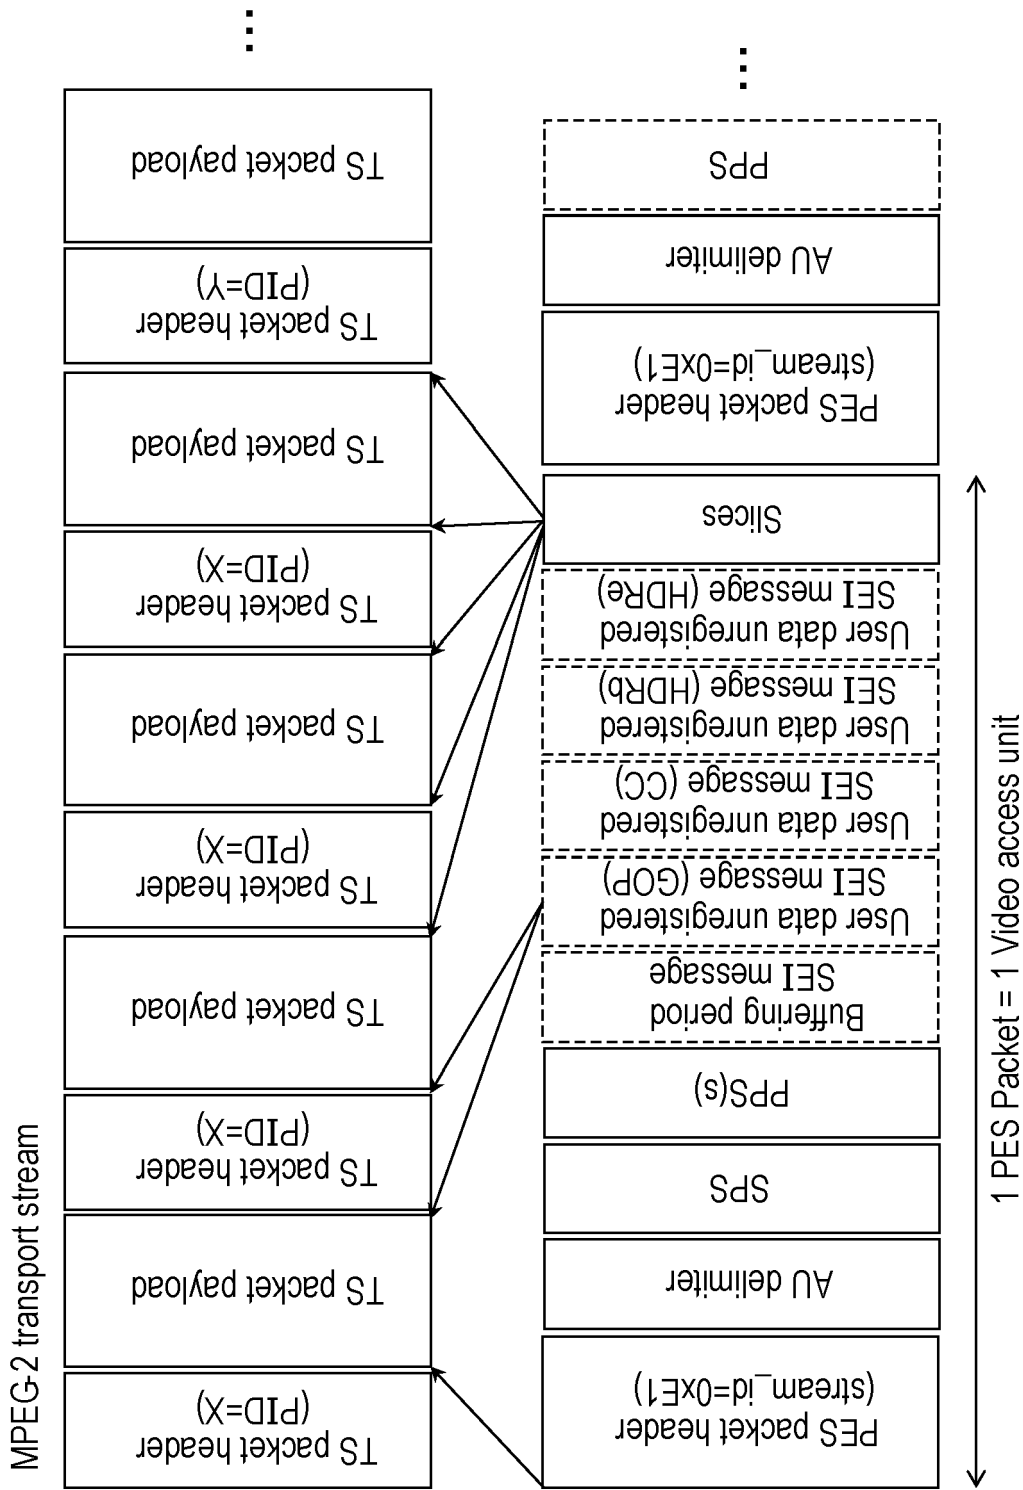 MPEG-2 transport stream
TS packet header
(PID=X)
TS packet payload
TS packet header
(PID=X)
TS packet payload
TS packet header
(PID=X)
TS packet payload
TS packet header
(PID=X)
TS packet payload
TS packet header
(PID=Y)
TS packet payload
...
PES packet header
(stream_id=0xE1)
AU delimiter
SPS
PPS(s)
Buffering period
SEI message
User data unregistered
SEI message (GOP)
User data unregistered
SEI message (CC)
User data unregistered
SEI message (HDRb)
User data unregistered
SEI message (HDRe)
Slices
PES packet header
(stream_id=0xE1)
AU delimiter
PPS
...
1 PES Packet = 1 Video access unit